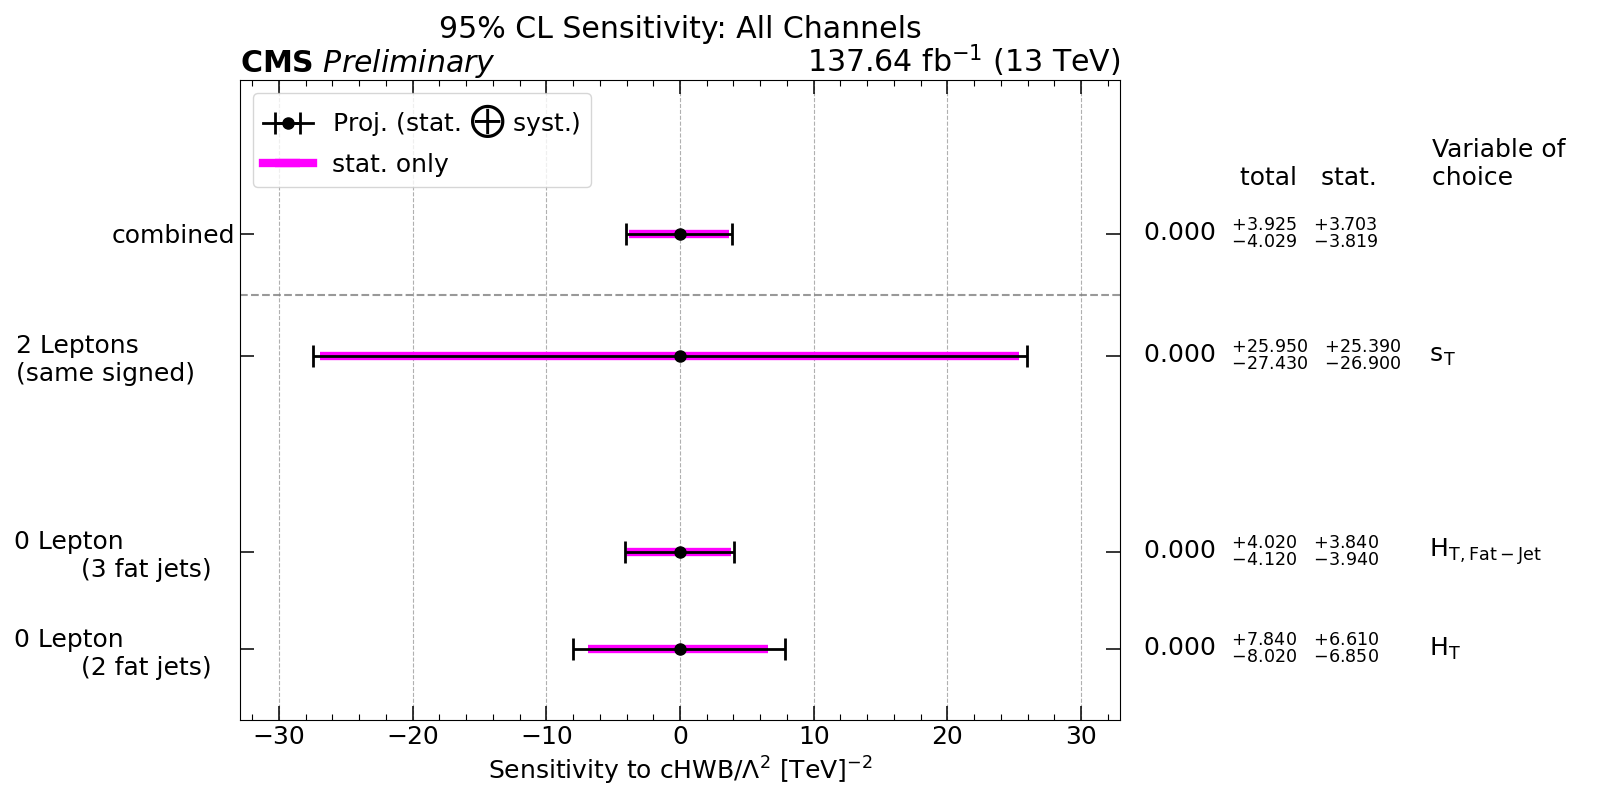 95% CL Sensitivity: All Channels
CMS Preliminary 137.64 fb⁻¹ (13 TeV)
Proj. (stat. ⊕ syst.)
stat. only
total stat. Variable of
choice
combined 0.000 +3.925 +3.703
−4.029 −3.819
2 Leptons
(same signed) 0.000 +25.950 +25.390 s_T
−27.430 −26.900
0 Lepton
(3 fat jets) 0.000 +4.020 +3.840 H_T, Fat−Jet
−4.120 −3.940
0 Lepton
(2 fat jets) 0.000 +7.840 +6.610 H_T
−8.020 −6.850
−30 −20 −10 0 10 20 30
Sensitivity to cHWB/Λ² [TeV]⁻²